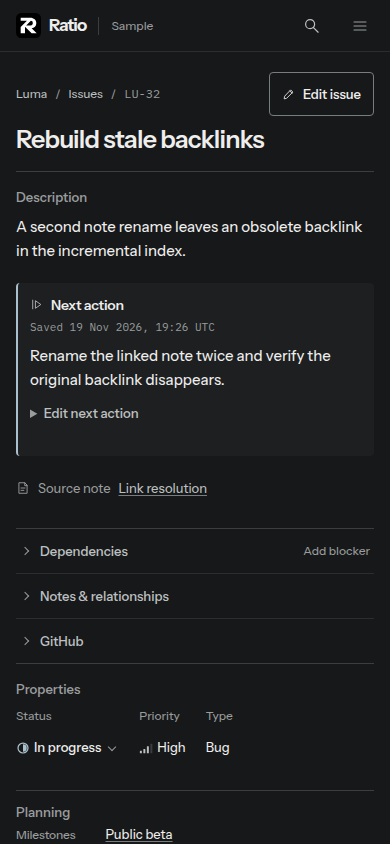 Ratio
Sample
Luma / Issues / LU-32
Edit issue
Rebuild stale backlinks
Description
A second note rename leaves an obsolete backlink
in the incremental index.
Next action
Saved 19 Nov 2026, 19:26 UTC
Rename the linked note twice and verify the
original backlink disappears.
Edit next action
Source note Link resolution
Dependencies
Add blocker
Notes & relationships
GitHub
Properties
Status Priority Type
In progress High Bug
Planning
Milestones Public beta